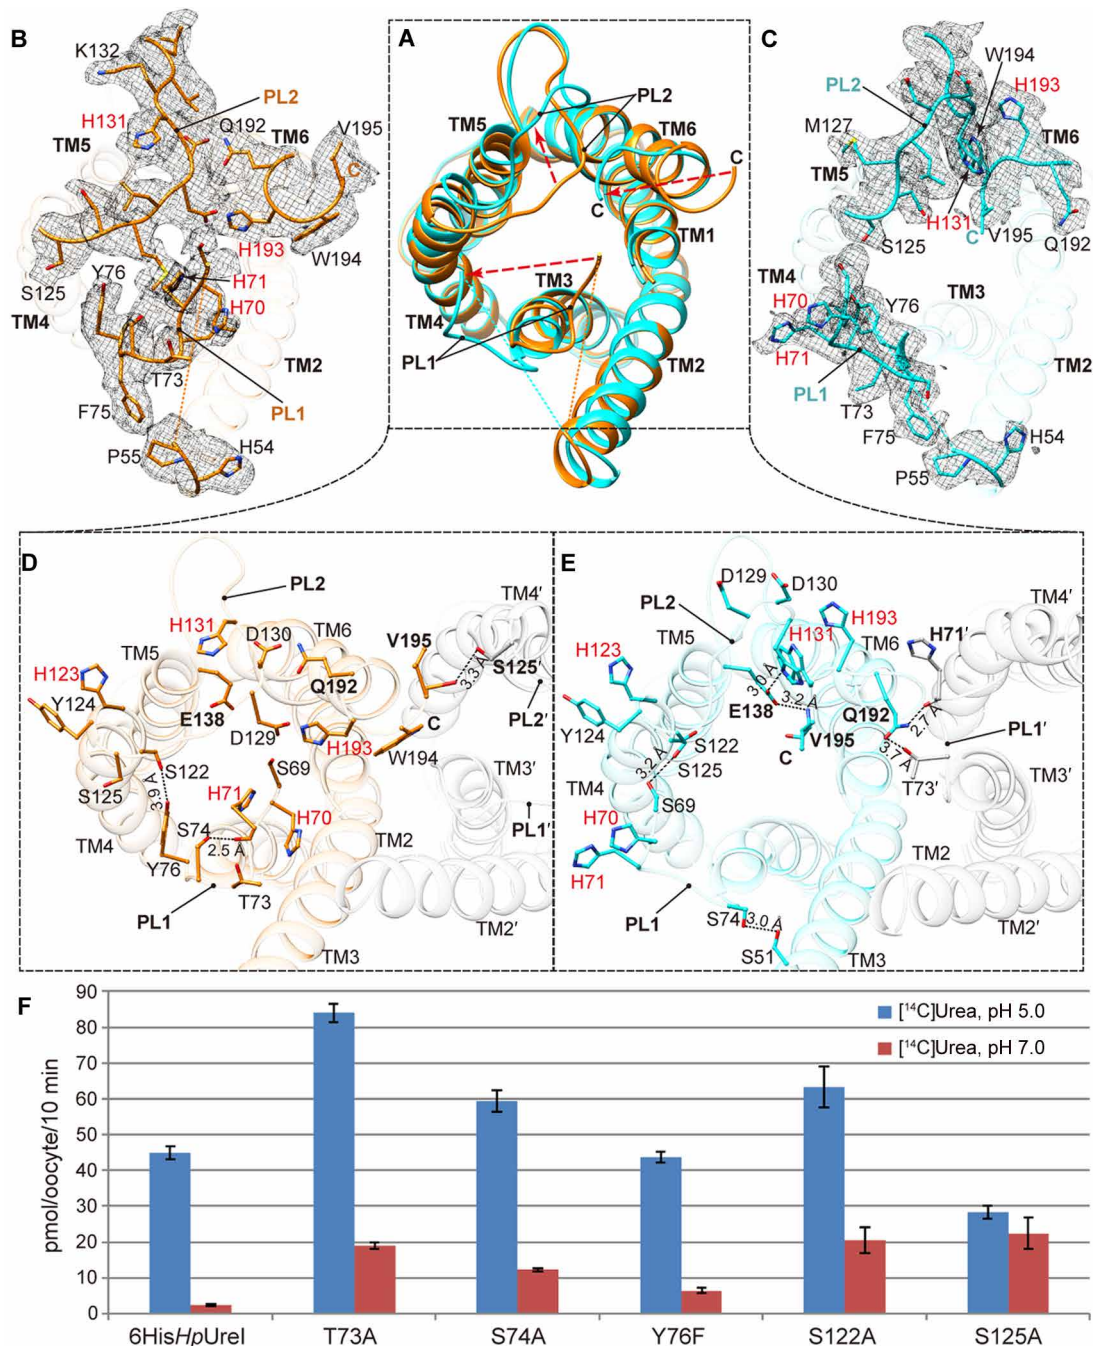 B
K132
PL2
H131
Q192
TM6
V195
TM5
C
H193
W194
Y76
H71
S125
H70
TM4
T73
TM2
F75
PL1
P55
H54
A
PL2
TM5
TM6
C
C
TM1
TM3
TM4
PL1
TM2
C
W194
PL2
H193
M127
TM6
TM5
H131
C
V195
S125
Q192
TM4
TM3
H70
Y76
H71
TM2
PL1
T73
F75
H54
P55
D
PL2
TM4′
H131
D130
TM6
V195
TM5
3.3 Å
S125′
H123
Q192
Y124
E138
PL2′
C
D129
H193
W194
S122
S69
TM3′
S125
3.9 Å
H71
H70
PL1′
S74
TM4
2.5 Å
TM2
Y76
T73
PL1
TM2′
TM3
E
D129
D130
TM4′
PL2
H193
TM5
H131
TM6
H71′
H123
3.0 Å
3.2 Å
E138
Q192
2.7 Å
Y124
S122
V195
PL1′
C
3.7 Å
S125
3.2 Å
T73′
TM3′
TM4
S69
H70
TM2
H71
PL1
S74
3.0 Å
S51
TM3
TM2′
F
90
80
70
60
50
40
30
20
10
0
pmol/oocyte/10 min
[¹⁴C]Urea, pH 5.0
[¹⁴C]Urea, pH 7.0
6HisHpUreI
T73A
S74A
Y76F
S122A
S125A